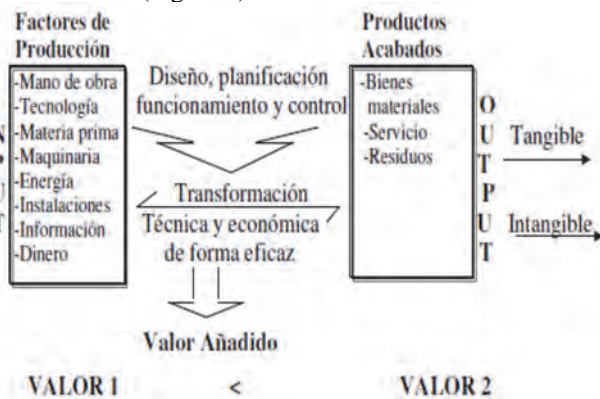 Factores de
Producción
-Mano de obra
-Tecnología
-Materia prima
-Maquinaria
-Energía
-Instalaciones
-Información
-Dinero
Diseño, planificación
funcionamiento y control
Transformación
Técnica y económica
de forma eficaz
Valor Añadido
Productos
Acabados
-Bienes
materiales
-Servicio
-Residuos
OUTPUT
Tangible
Intangible
VALOR 1 < VALOR 2